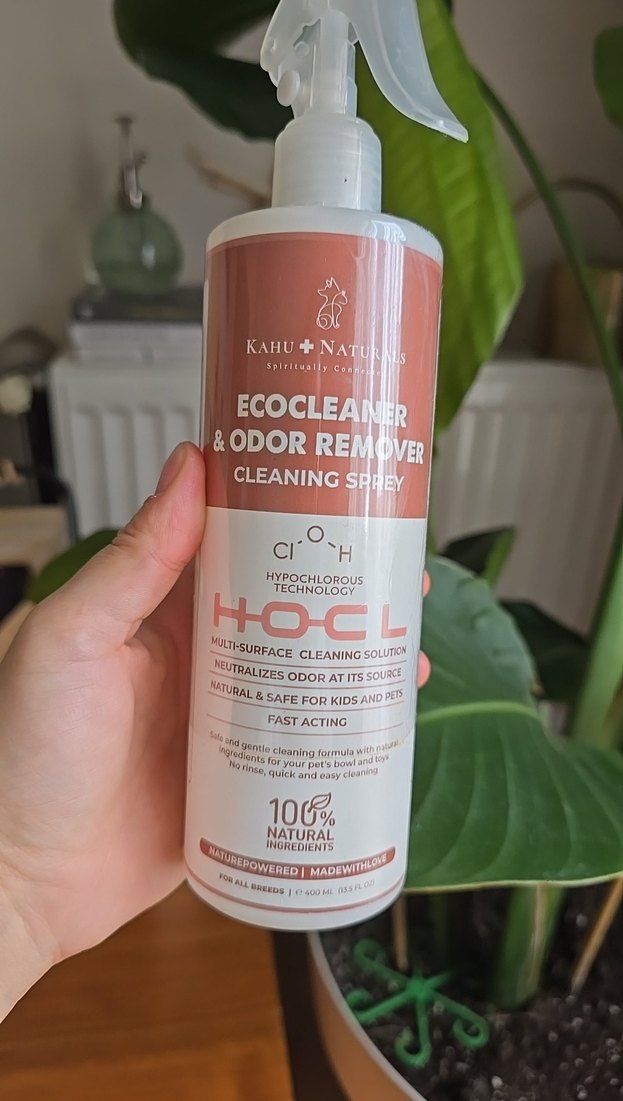 KAHU NATURALS
Spiritually Connected
ECOCLEANER
& ODOR REMOVER
CLEANING SPREY
Cl O H
HYPOCHLOROUS
TECHNOLOGY
HOCL
MULTI-SURFACE CLEANING SOLUTION
NEUTRALIZES ODOR AT ITS SOURCE
NATURAL & SAFE FOR KIDS AND PETS
FAST ACTING
Safe and gentle cleaning formula with natural
ingredients for your pet's bowl and toys
No rinse, quick and easy cleaning
100%
NATURAL
INGREDIENTS
NATUREPOWERED | MADEWITHLOVE
FOR ALL BREEDS | ℮ 400 ML (13.5 FL OZ)